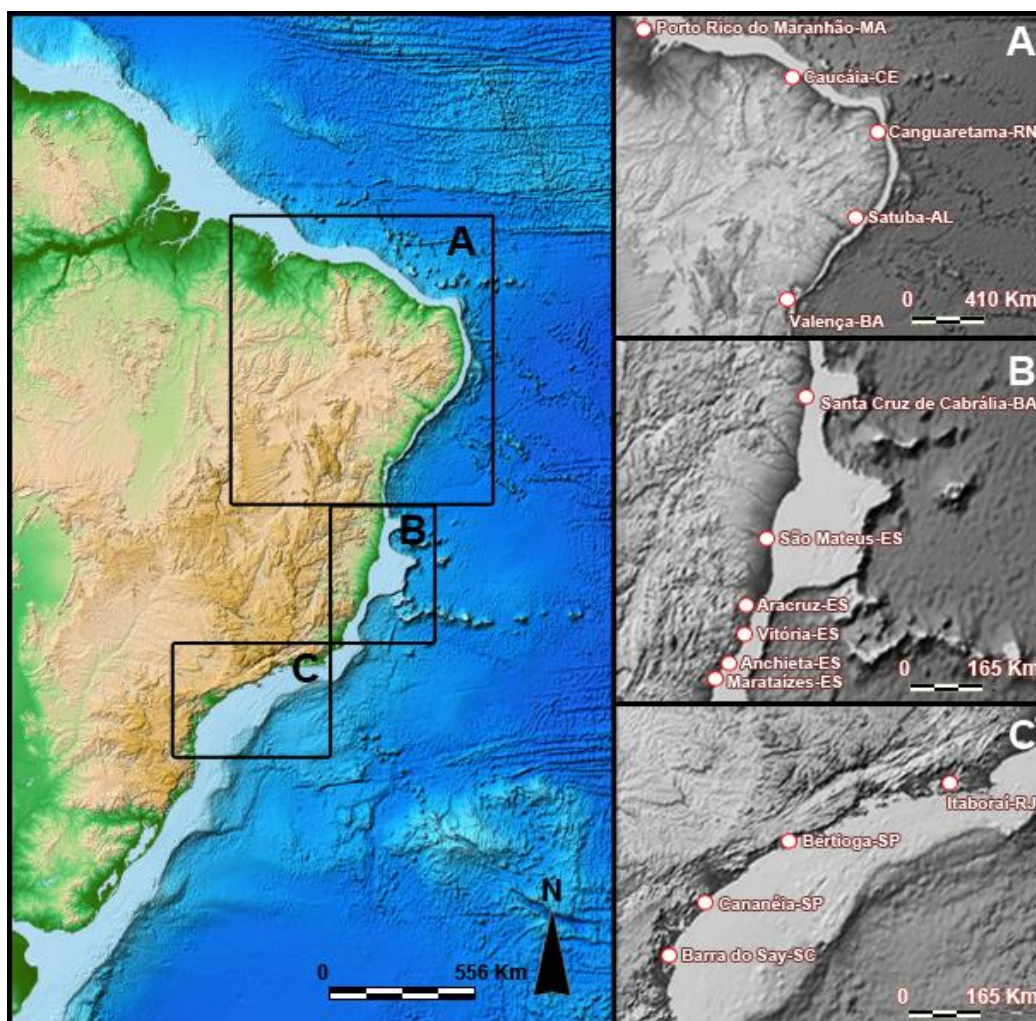 A
B
C
N
0 556 Km
A
Porto Rico do Maranhão-MA
Caucáia-CE
Canguaretama-RN
Satuba-AL
Valença-BA
0 410 Km
B
Santa Cruz de Cabrália-BA
São Mateus-ES
Aracruz-ES
Vitória-ES
Anchieta-ES
Marataízes-ES
0 165 Km
C
Itaboraí-RJ
Bertioga-SP
Cananéia-SP
Barra do Say-SC
0 165 Km